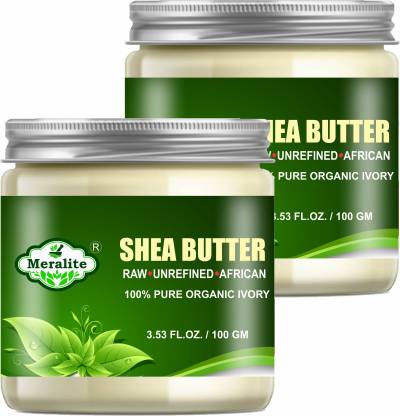 HEA BUTTER
UNREFINED•AFRICAN
PURE ORGANIC IVORY
3.53 FL.OZ. / 100 GM
Meralite ®
SHEA BUTTER
RAW•UNREFINED•AFRICAN
100% PURE ORGANIC IVORY
3.53 FL.OZ. / 100 GM